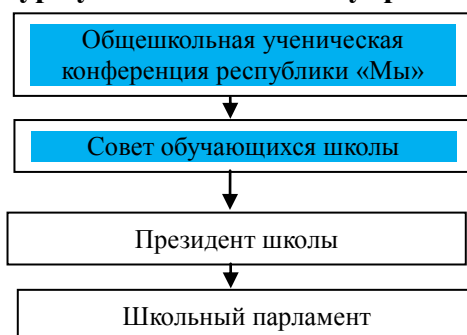 Общешкольная ученическая
конференция республики «Мы»
Совет обучающихся школы
Президент школы
Школьный парламент